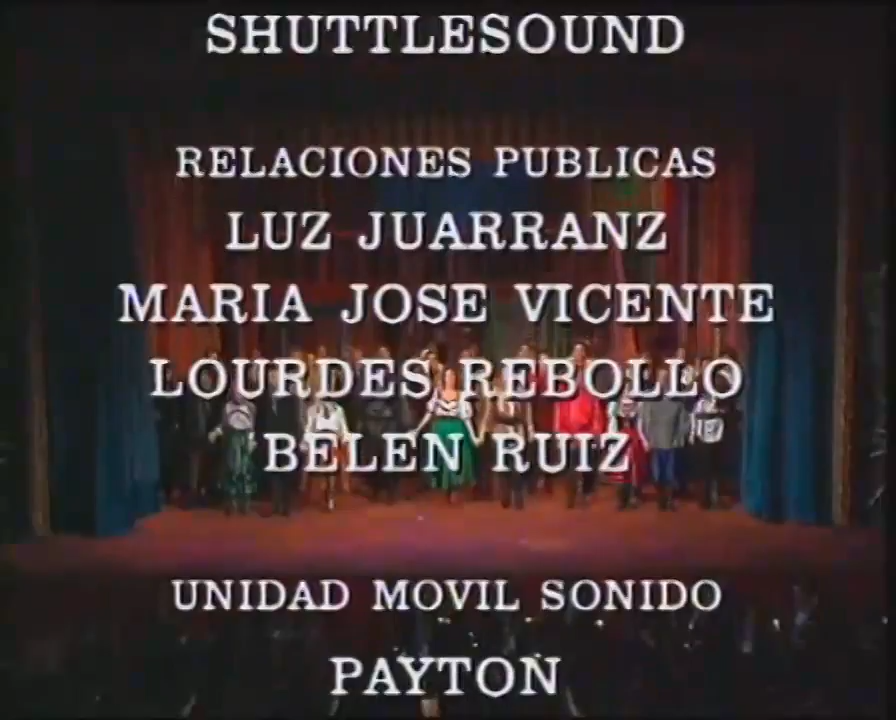 SHUTTLESOUND
RELACIONES PUBLICAS
LUZ JUARRANZ
MARIA JOSE VICENTE
LOURDES REBOLLO
BELEN RUIZ
UNIDAD MOVIL SONIDO
PAYTON